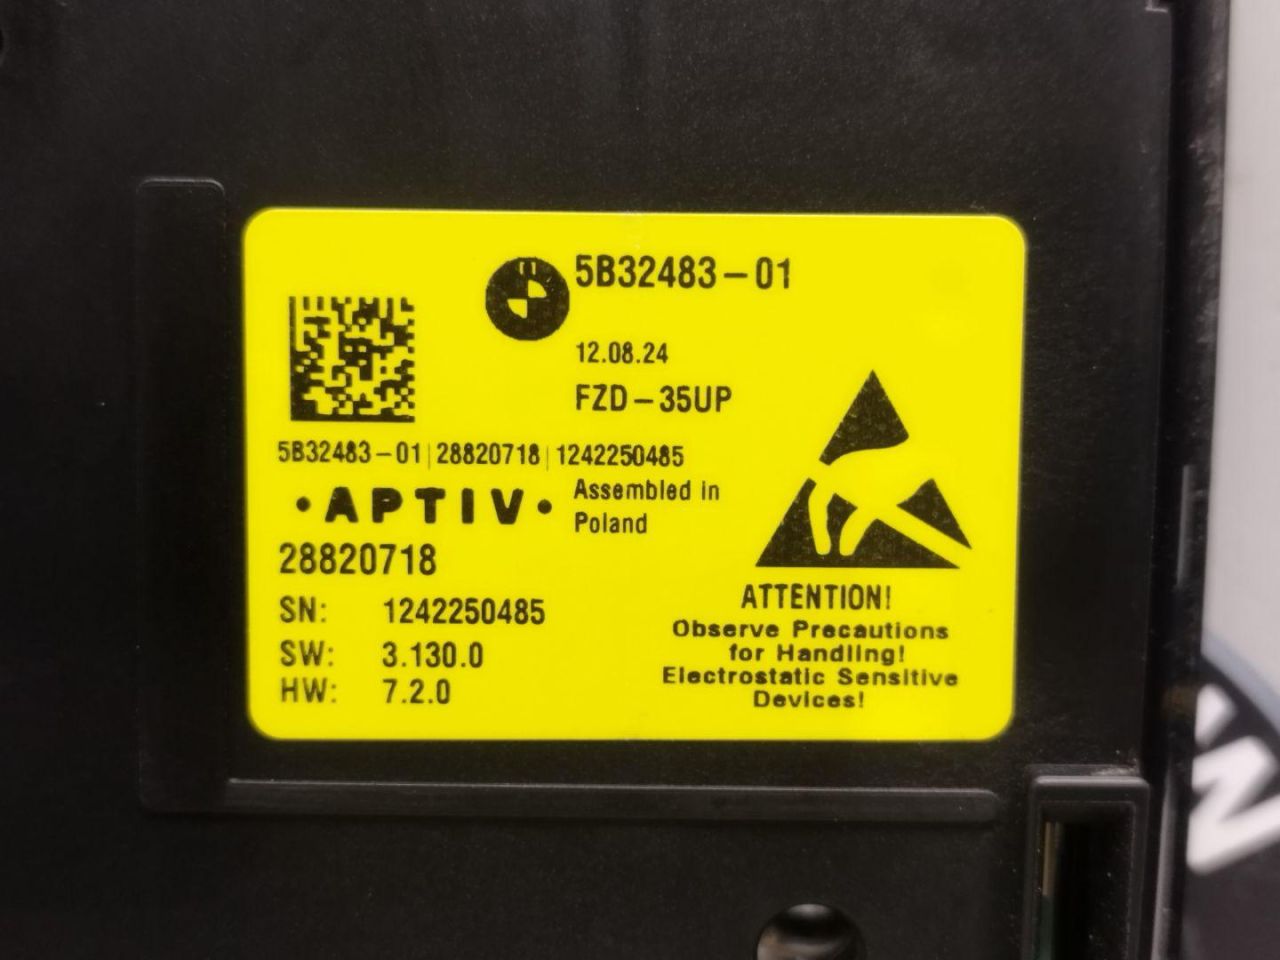 5B32483-01
12.08.24
FZD-35UP
5B32483-01|28820718|1242250485
•APTIV•
Assembled in
Poland
28820718
SN: 1242250485
SW: 3.130.0
HW: 7.2.0
ATTENTION!
Observe Precautions
for Handling!
Electrostatic Sensitive
Devices!